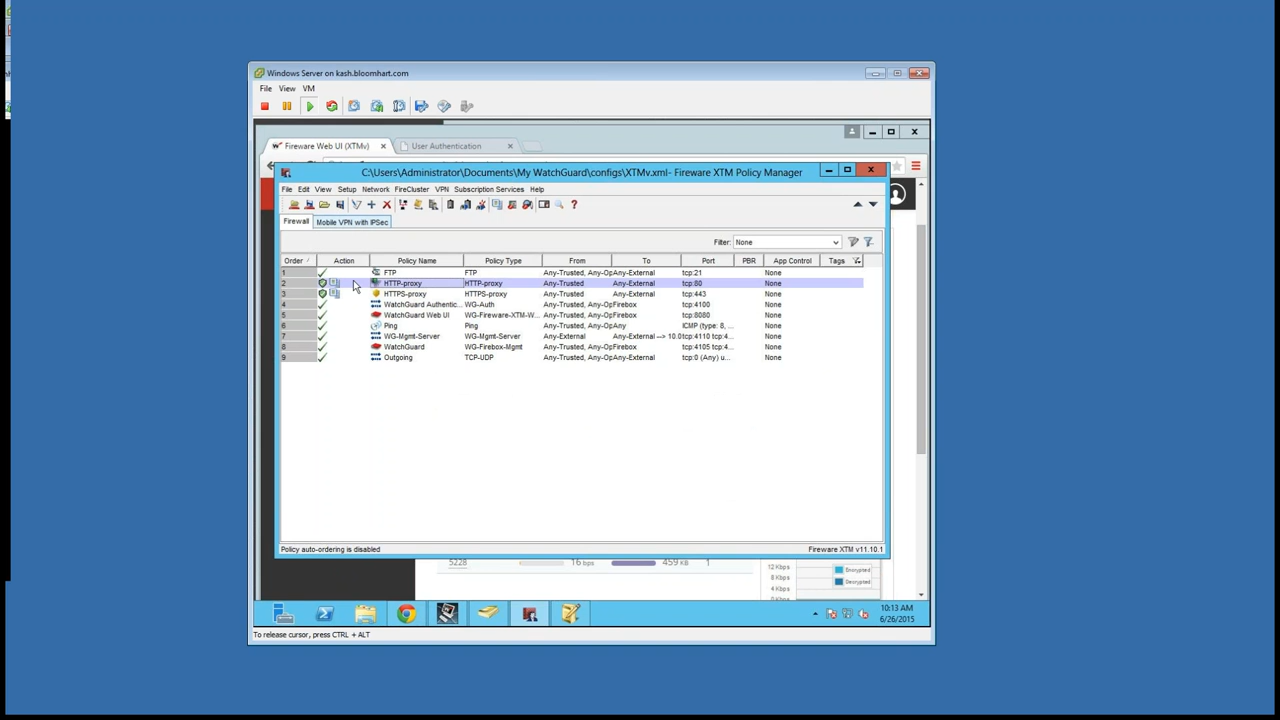 Windows Server on kash.bloomhart.com
File View VM
Fireware Web UI (XTMv) User Authentication
C:\Users\Administrator\Documents\My WatchGuard\configs\XTMv.xml- Fireware XTM Policy Manager
File Edit View Setup Network FireCluster VPN Subscription Services Help
Firewall Mobile VPN with IPSec
Filter: None
Order Action Policy Name Policy Type From To Port PBR App Control Tags
1 FTP FTP Any-Trusted, Any-Op Any-External tcp:21 None
2 HTTP-proxy HTTP-proxy Any-Trusted Any-External tcp:80 None
3 HTTPS-proxy HTTPS-proxy Any-Trusted Any-External tcp:443 None
4 WatchGuard Authentic... WG-Auth Any-Trusted, Any-Op Firebox tcp:4100 None
5 WatchGuard Web UI WG-Fireware-XTM-W... Any-Trusted, Any-Op Firebox tcp:8080 None
6 Ping Ping Any-Trusted, Any-Op Any ICMP (type: 8, ... None
7 WG-Mgmt-Server WG-Mgmt-Server Any-External Any-External --> 10.0 tcp:4110 tcp:4... None
8 WatchGuard WG-Firebox-Mgmt Any-Trusted, Any-Op Firebox tcp:4105 tcp:4... None
9 Outgoing TCP-UDP Any-Trusted, Any-Op Any-External tcp:0 (Any) u... None
Policy auto-ordering is disabled Fireware XTM v11.10.1
5228 16 bps 459 KB 1
12 Kbps
8 Kbps
4 Kbps
Encrypted
Decrypted
10:13 AM
6/26/2015
To release cursor, press CTRL + ALT